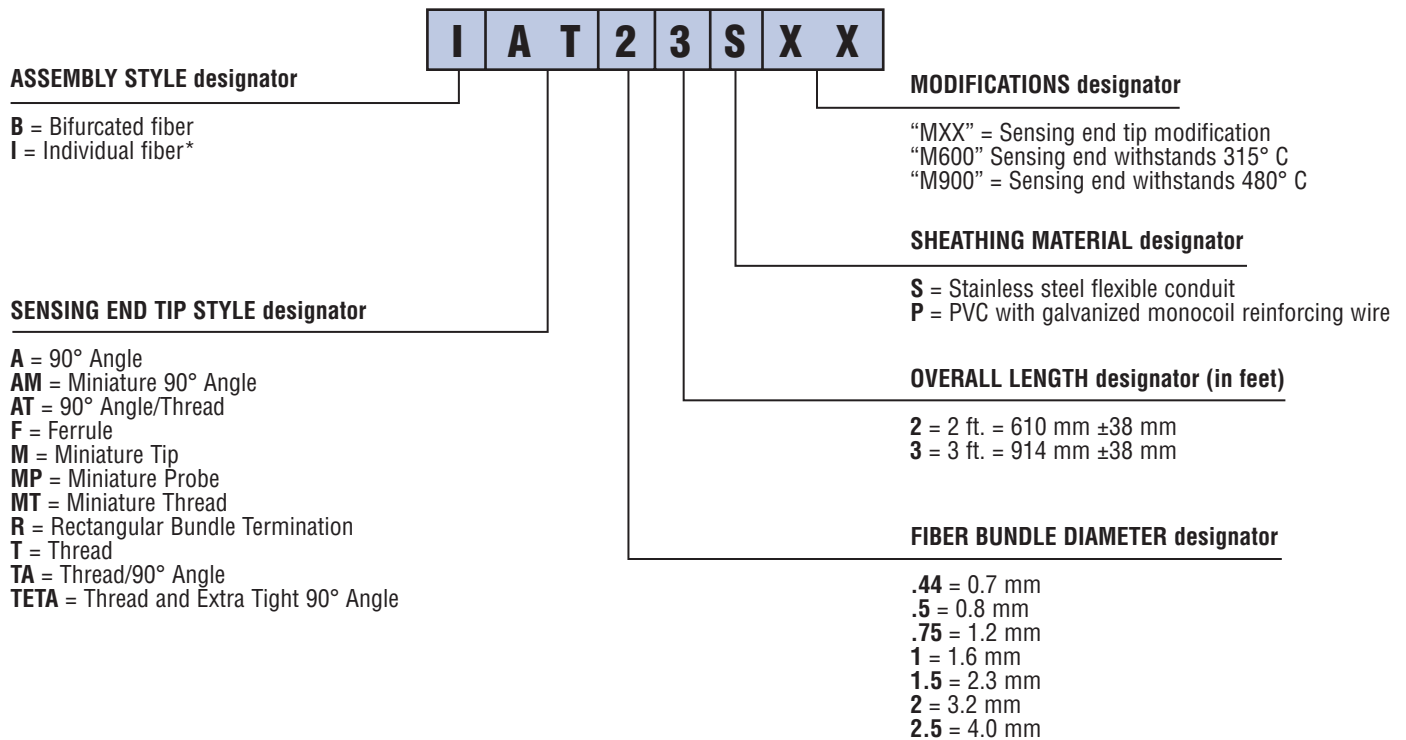 I A T 2 3 S X X
ASSEMBLY STYLE designator
B = Bifurcated fiber
I = Individual fiber*
SENSING END TIP STYLE designator
A = 90° Angle
AM = Miniature 90° Angle
AT = 90° Angle/Thread
F = Ferrule
M = Miniature Tip
MP = Miniature Probe
MT = Miniature Thread
R = Rectangular Bundle Termination
T = Thread
TA = Thread/90° Angle
TETA = Thread and Extra Tight 90° Angle
MODIFICATIONS designator
“MXX” = Sensing end tip modification
“M600” Sensing end withstands 315° C
“M900” = Sensing end withstands 480° C
SHEATHING MATERIAL designator
S = Stainless steel flexible conduit
P = PVC with galvanized monocoil reinforcing wire
OVERALL LENGTH designator (in feet)
2 = 2 ft. = 610 mm ±38 mm
3 = 3 ft. = 914 mm ±38 mm
FIBER BUNDLE DIAMETER designator
.44 = 0.7 mm
.5 = 0.8 mm
.75 = 1.2 mm
1 = 1.6 mm
1.5 = 2.3 mm
2 = 3.2 mm
2.5 = 4.0 mm